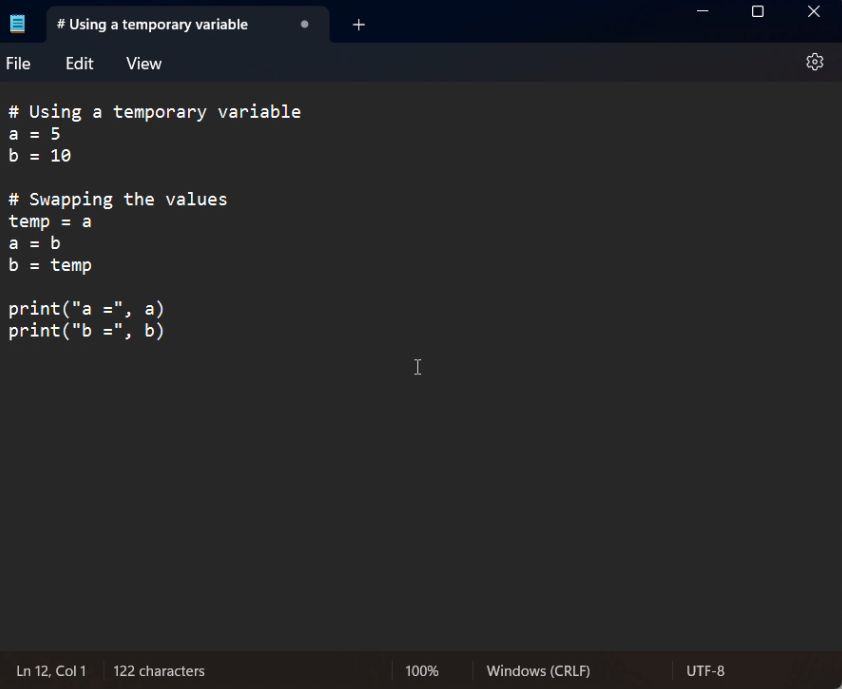 # Using a temporary variable
File Edit View
# Using a temporary variable
a = 5
b = 10
# Swapping the values
temp = a
a = b
b = temp
print("a =", a)
print("b =", b)
Ln 12, Col 1 122 characters 100% Windows (CRLF) UTF-8